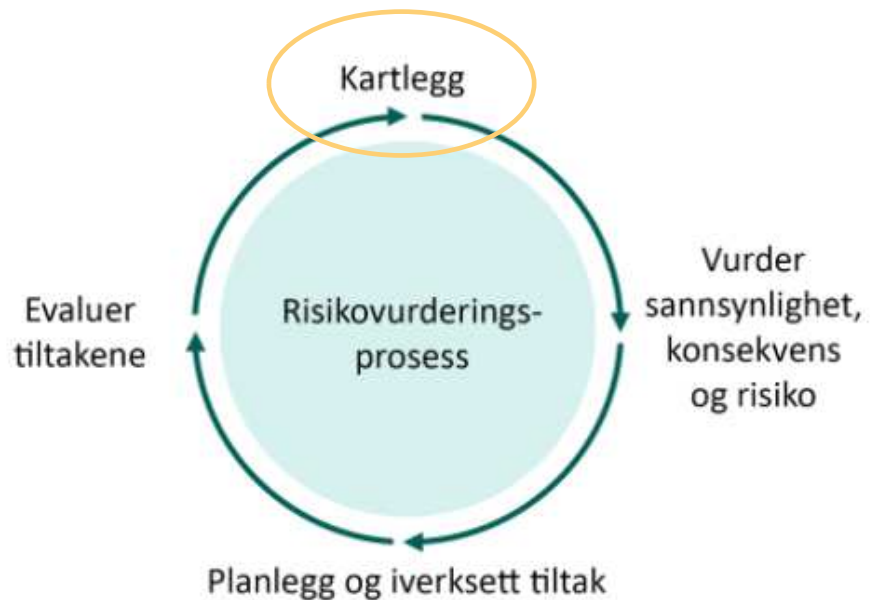 Kartlegg
Vurder
sannsynlighet,
konsekvens
og risiko
Planlegg og iverksett tiltak
Evaluer
tiltakene
Risikovurderings-
prosess